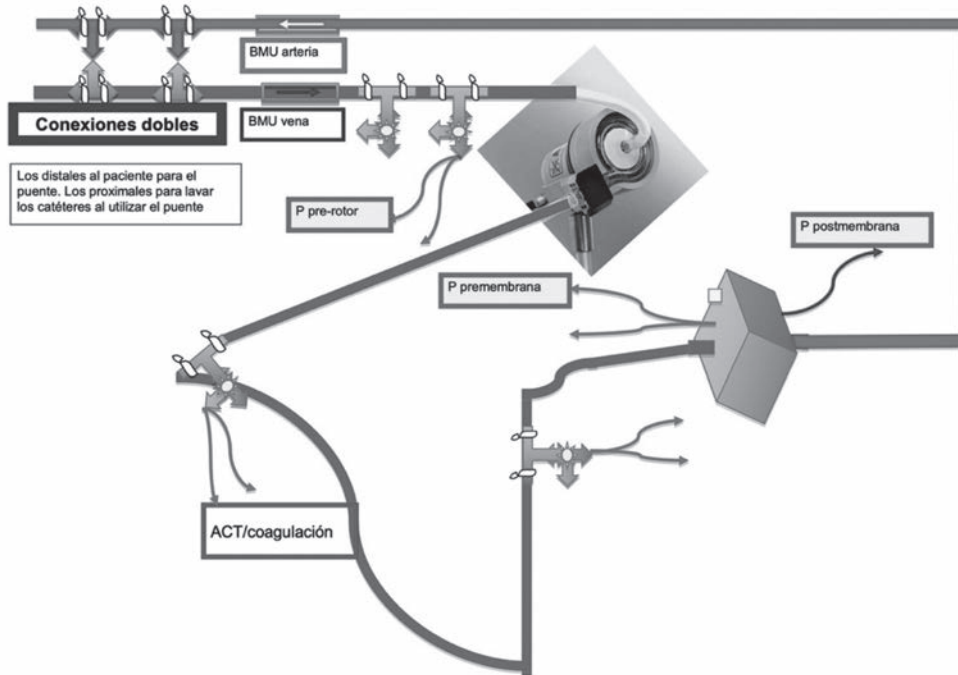 BMU arteria
BMU vena
Conexiones dobles
Los distales al paciente para el
puente. Los proximales para lavar
los catéteres al utilizar el puente
P pre-rotor
P postmembrana
P premembrana
ACT/coagulación